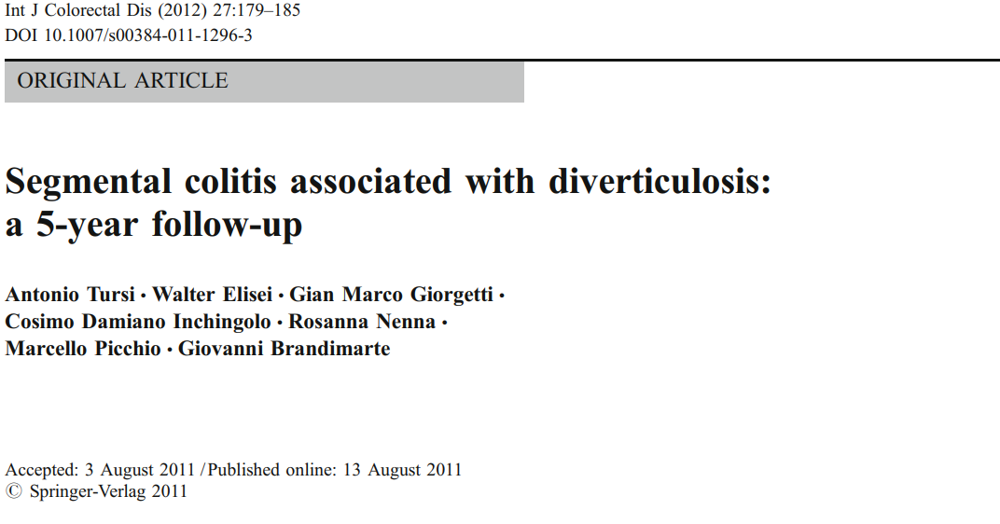 Int J Colorectal Dis (2012) 27:179–185
DOI 10.1007/s00384-011-1296-3
ORIGINAL ARTICLE
Segmental colitis associated with diverticulosis:
a 5-year follow-up
Antonio Tursi • Walter Elisei • Gian Marco Giorgetti •
Cosimo Damiano Inchingolo • Rosanna Nenna •
Marcello Picchio • Giovanni Brandimarte
Accepted: 3 August 2011 / Published online: 13 August 2011
© Springer-Verlag 2011